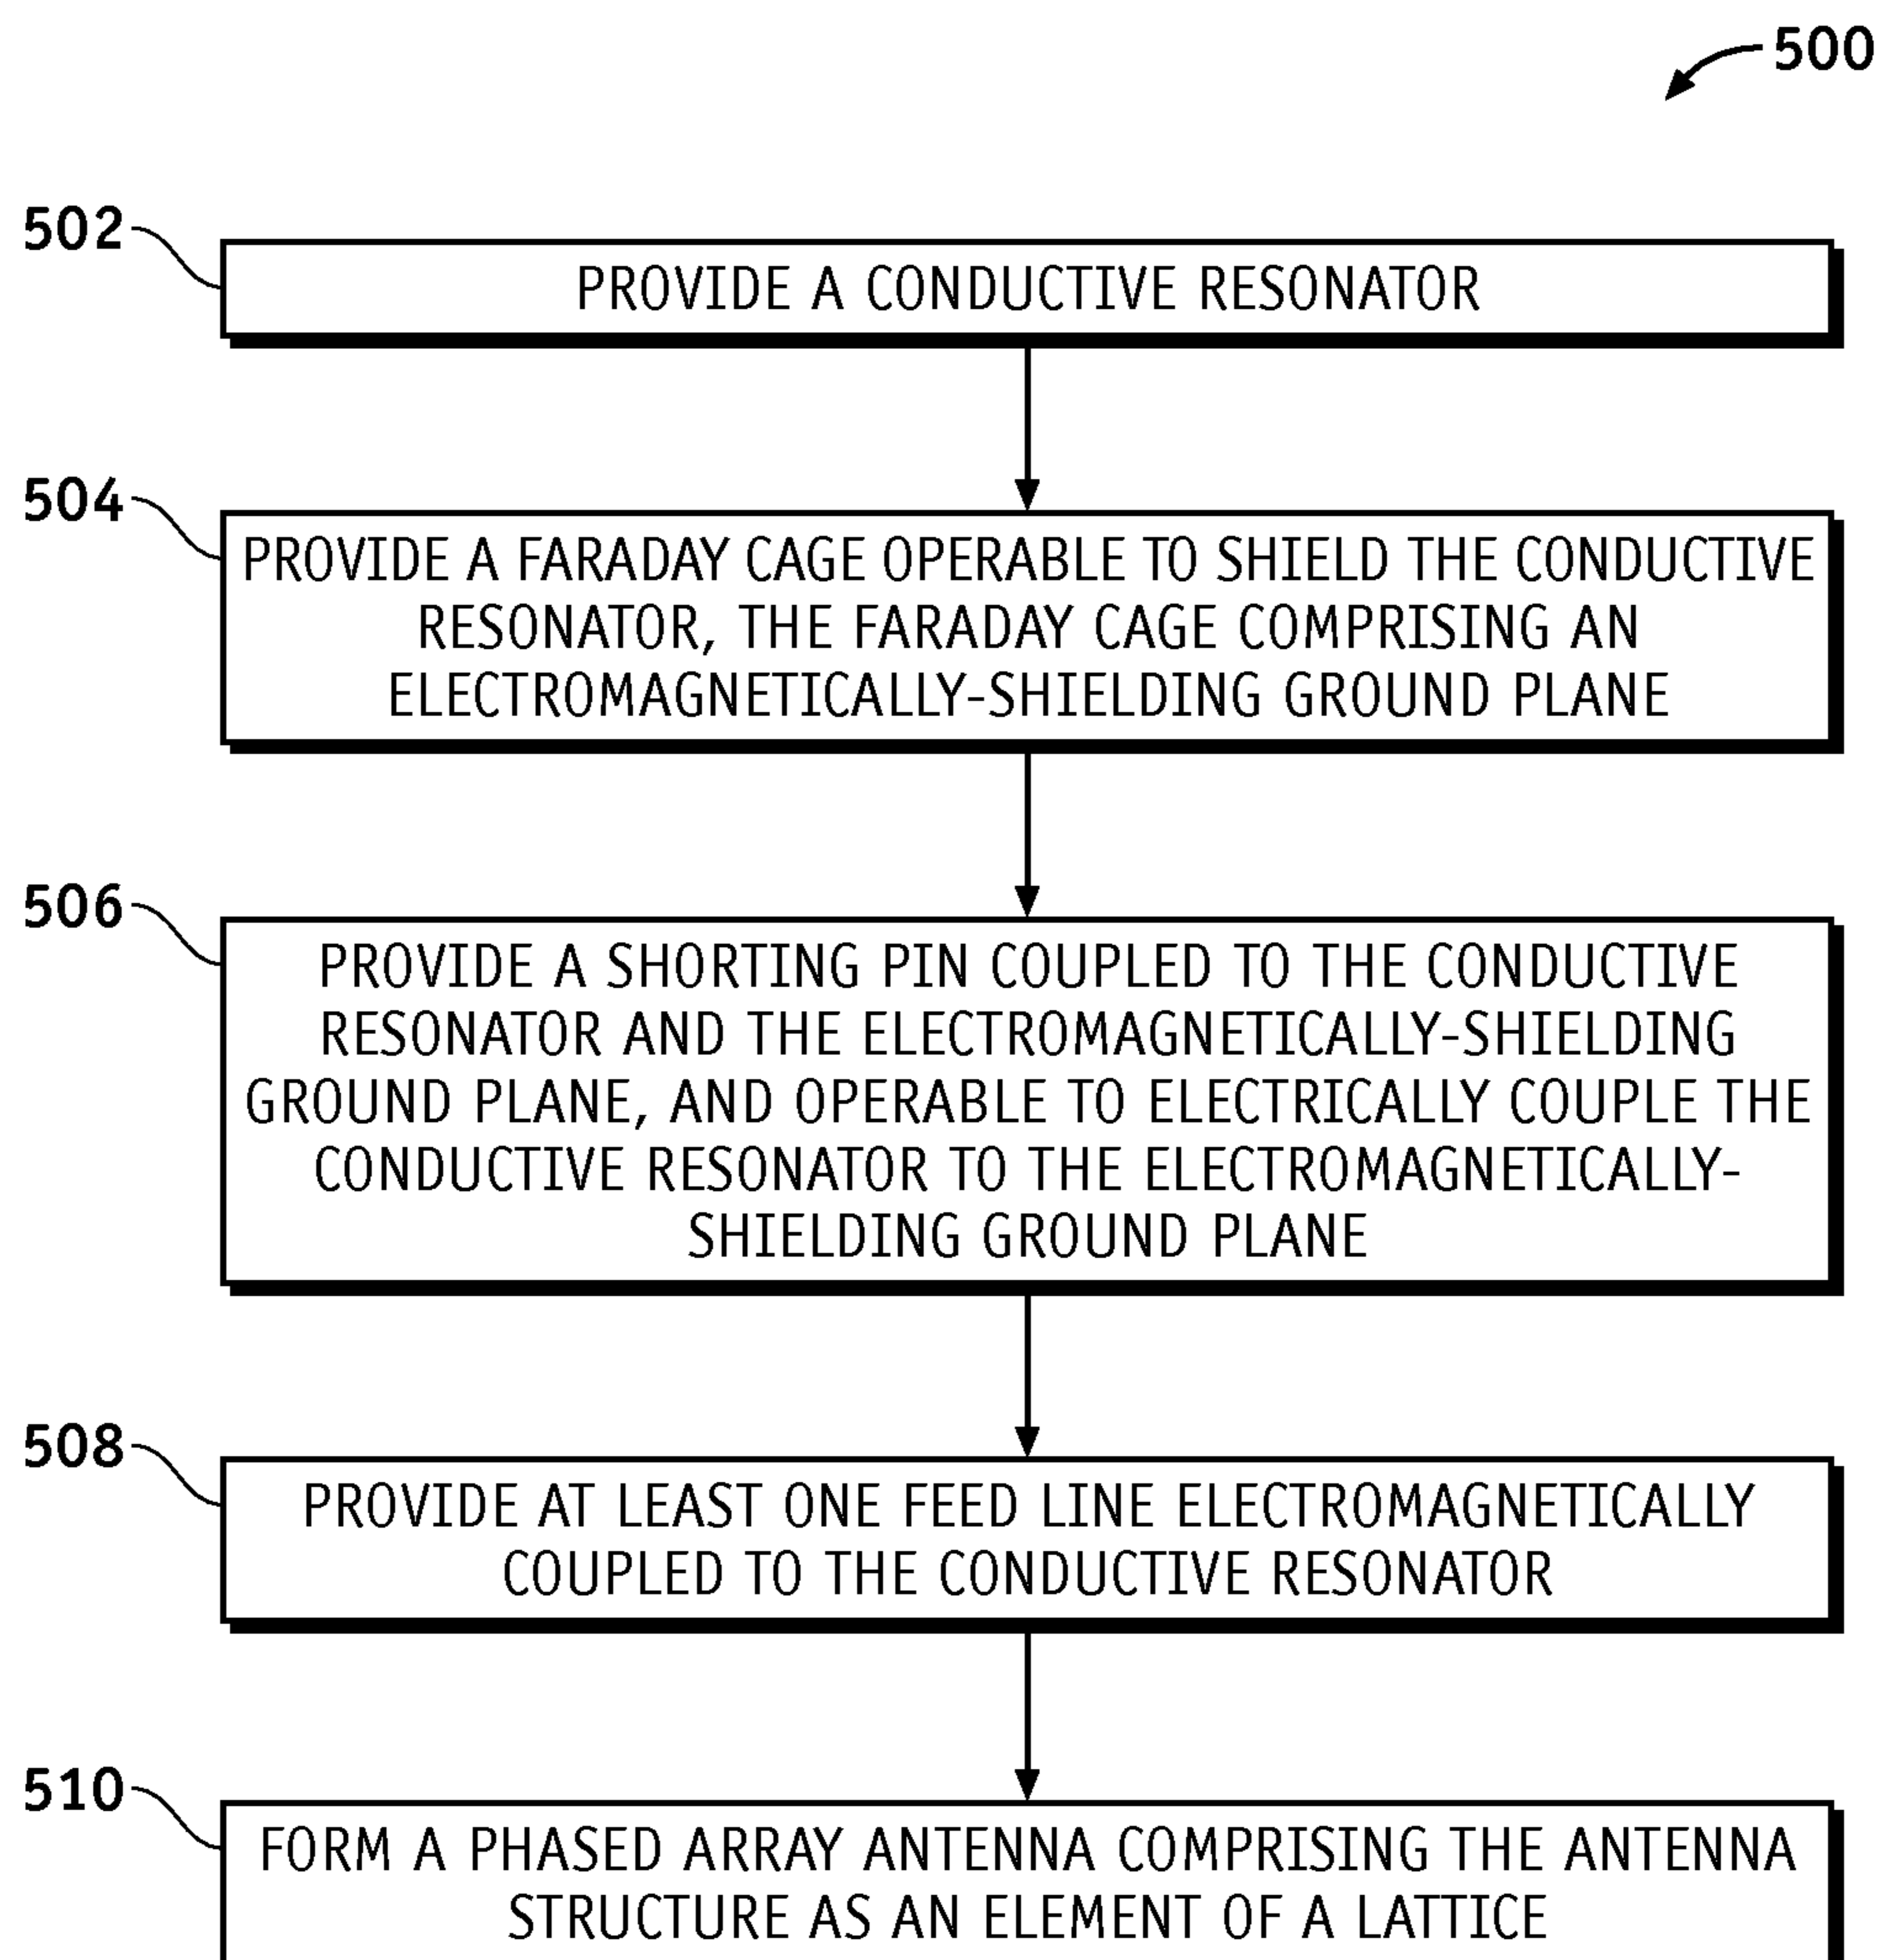 500
502
PROVIDE A CONDUCTIVE RESONATOR
504
PROVIDE A FARADAY CAGE OPERABLE TO SHIELD THE CONDUCTIVE
RESONATOR, THE FARADAY CAGE COMPRISING AN
ELECTROMAGNETICALLY-SHIELDING GROUND PLANE
506
PROVIDE A SHORTING PIN COUPLED TO THE CONDUCTIVE
RESONATOR AND THE ELECTROMAGNETICALLY-SHIELDING
GROUND PLANE, AND OPERABLE TO ELECTRICALLY COUPLE THE
CONDUCTIVE RESONATOR TO THE ELECTROMAGNETICALLY-
SHIELDING GROUND PLANE
508
PROVIDE AT LEAST ONE FEED LINE ELECTROMAGNETICALLY
COUPLED TO THE CONDUCTIVE RESONATOR
510
FORM A PHASED ARRAY ANTENNA COMPRISING THE ANTENNA
STRUCTURE AS AN ELEMENT OF A LATTICE